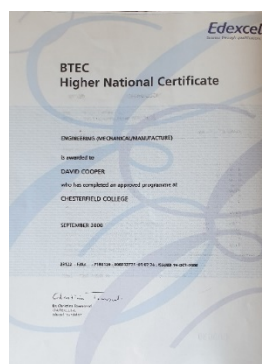 Edexcel
BTEC
Higher National Certificate
ENGINEERING (MECHANICAL/MANUFACTURE)
is awarded to
DAVID COOPER
who has completed an approved programme at
CHESTERFIELD COLLEGE
SEPTEMBER 2000